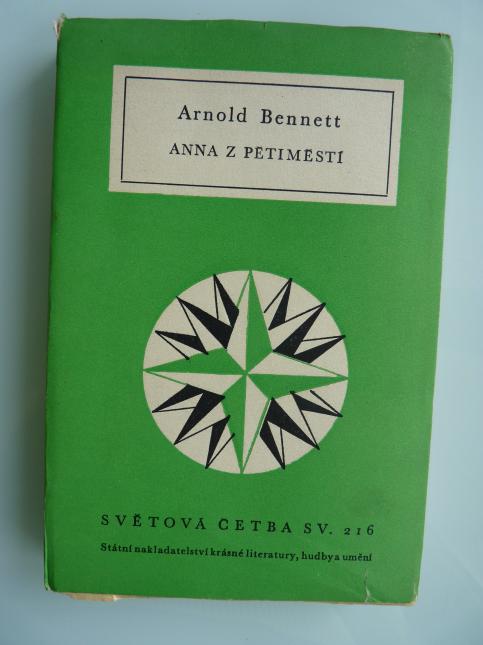 Arnold Bennett
ANNA Z PĚTIMĚSTÍ
SVĚTOVÁ ČETBA SV. 216
Státní nakladatelství krásné literatury, hudby a umění